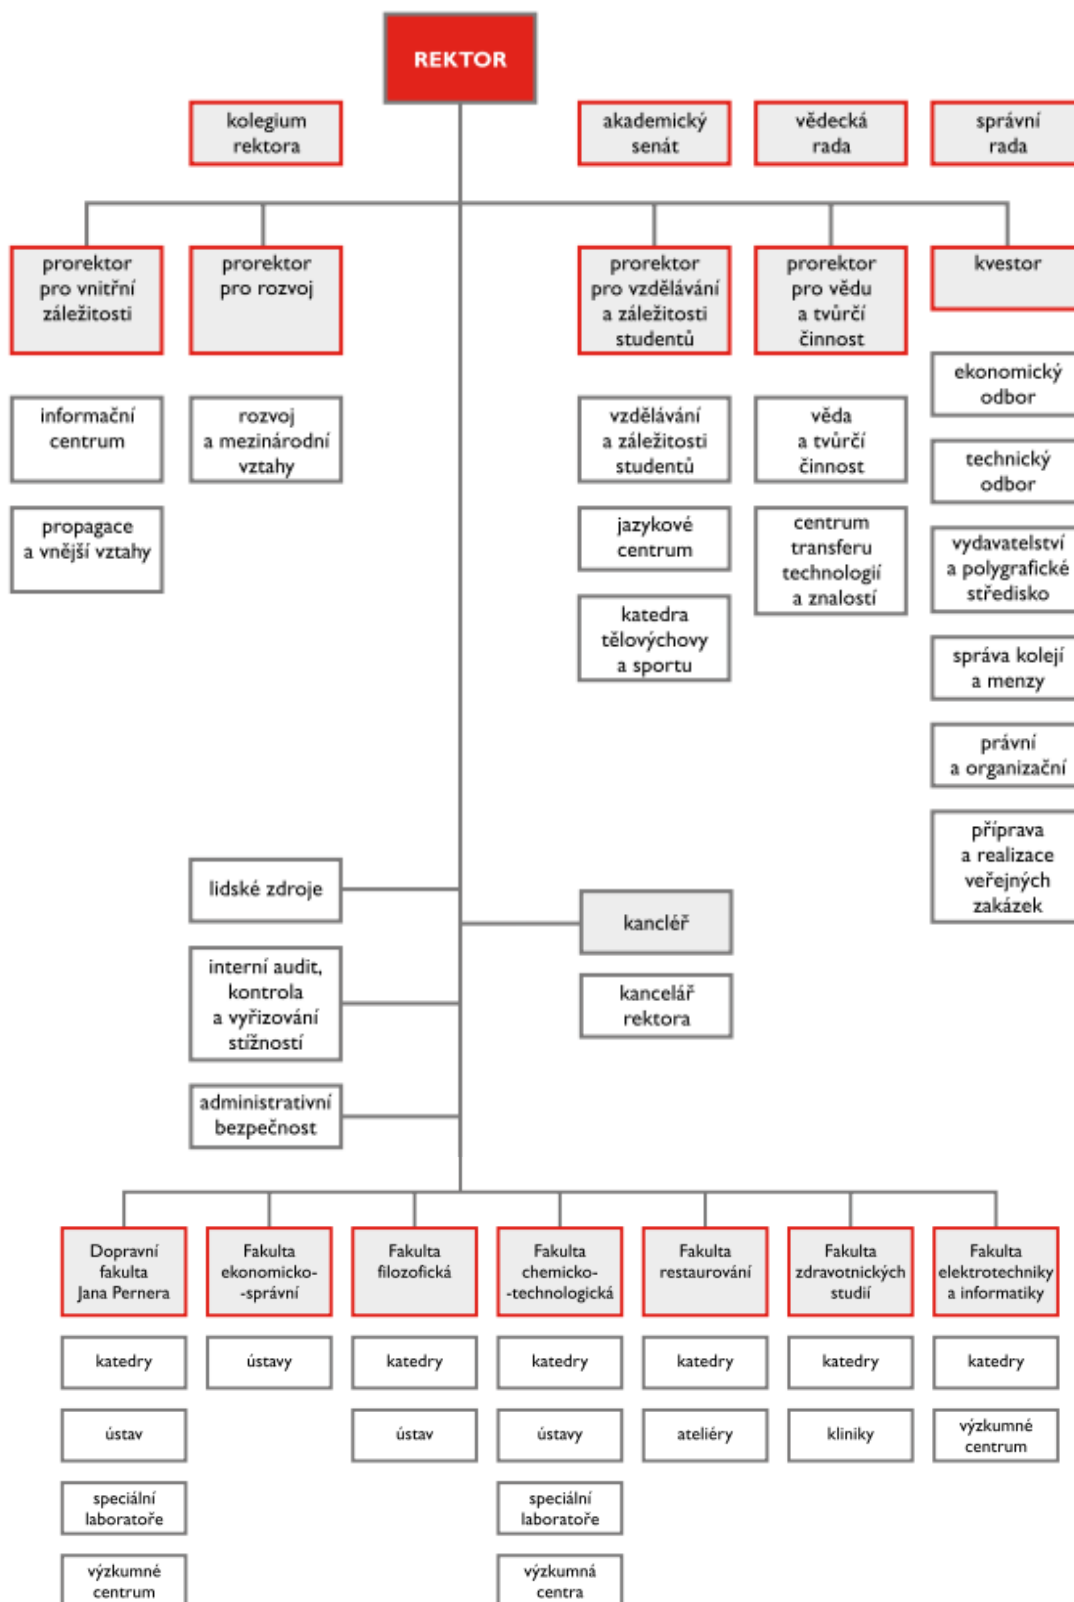 REKTOR
kolegium
rektora
akademický
senát
vědecká
rada
správní
rada
prorektor
pro vnitřní
záležitosti
prorektor
pro rozvoj
prorektor
pro vzdělávání
a záležitosti
studentů
prorektor
pro vědu
a tvůrčí
činnost
kvestor
informační
centrum
propagace
a vnější vztahy
rozvoj
a mezinárodní
vztahy
vzdělávání
a záležitosti
studentů
jazykové
centrum
katedra
tělovýchovy
a sportu
věda
a tvůrčí
činnost
centrum
transferu
technologií
a znalostí
ekonomický
odbor
technický
odbor
vydavatelství
a polygrafické
středisko
správa kolejí
a menzy
právní
a organizační
příprava
a realizace
veřejných
zakázek
lidské zdroje
interní audit,
kontrola
a vyřizování
stížností
administrativní
bezpečnost
kancléř
kancelář
rektora
Dopravní
fakulta
Jana Pernera
katedry
ústav
speciální
laboratoře
výzkumné
centrum
Fakulta
ekonomicko-
-správní
ústavy
Fakulta
filozofická
katedry
ústav
Fakulta
chemicko-
-technologická
katedry
ústavy
speciální
laboratoře
výzkumná
centra
Fakulta
restaurování
katedry
ateliéry
Fakulta
zdravotnických
studií
katedry
kliniky
Fakulta
elektrotechniky
a informatiky
katedry
výzkumné
centrum